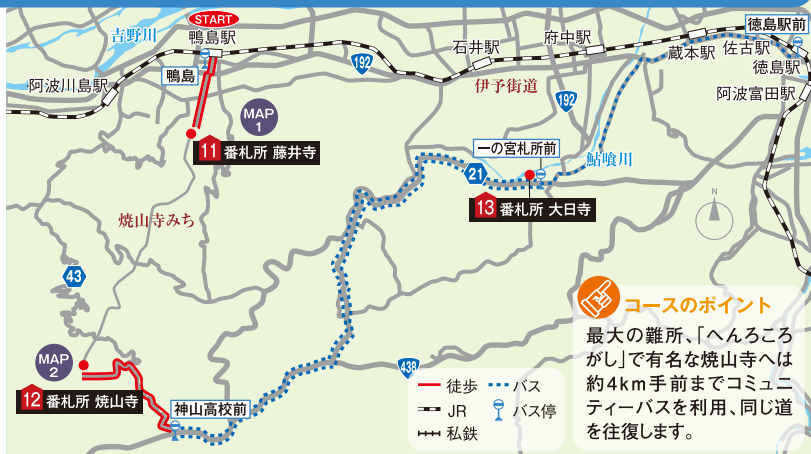 START
吉野川
鴨島駅
徳島駅前
石井駅
府中駅
蔵本駅
佐古駅
徳島駅
阿波川島駅
鴨島
192
伊予街道
阿波富田駅
192
MAP
1
11 番札所 藤井寺
一の宮札所前
鮎喰川
21
13 番札所 大日寺
焼山寺みち
N
43
コースのポイント
最大の難所、「へんろころ
がし」で有名な焼山寺へは
約4km手前までコミュニ
ティーバスを利用、同じ道
を往復します。
MAP
2
438
12 番札所 焼山寺
神山高校前
徒歩
バス
JR
バス停
私鉄